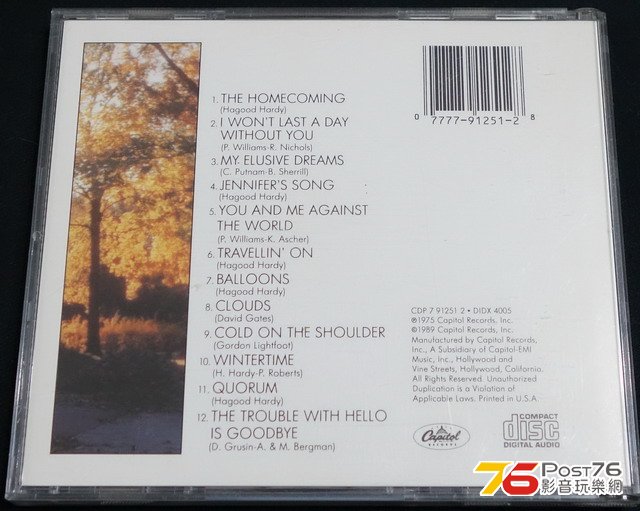 1. THE HOMECOMING
(Hagood Hardy)
2. I WON'T LAST A DAY
WITHOUT YOU
(P. Williams-R. Nichols)
3. MY ELUSIVE DREAMS
(C. Putnam-B. Sherrill)
4. JENNIFER'S SONG
(Hagood Hardy)
5. YOU AND ME AGAINST
THE WORLD
(P. Williams-K. Ascher)
6. TRAVELLIN' ON
(Hagood Hardy)
7. BALLOONS
(Hagood Hardy)
8. CLOUDS
(David Gates)
9. COLD ON THE SHOULDER
(Gordon Lightfoot)
10. WINTERTIME
(H. Hardy-P. Roberts)
11. QUORUM
(Hagood Hardy)
12. THE TROUBLE WITH HELLO
IS GOODBYE
(D. Grusin-A. & M. Bergman)
0 7777-91251-2 8
CDP 7 91251 2 • DIDX 4005
℗1975 Capitol Records, Inc.
©1989 Capitol Records, Inc.
Manufactured by Capitol Records,
Inc., A Subsidiary of Capitol-EMI
Music, Inc., Hollywood and
Vine Streets, Hollywood, California.
All Rights Reserved. Unauthorized
Duplication is a Violation of
Applicable Laws. Printed in U.S.A.
Capitol
RECORDS
COMPACT
disc
DIGITAL AUDIO
76 Post76
影音玩樂網